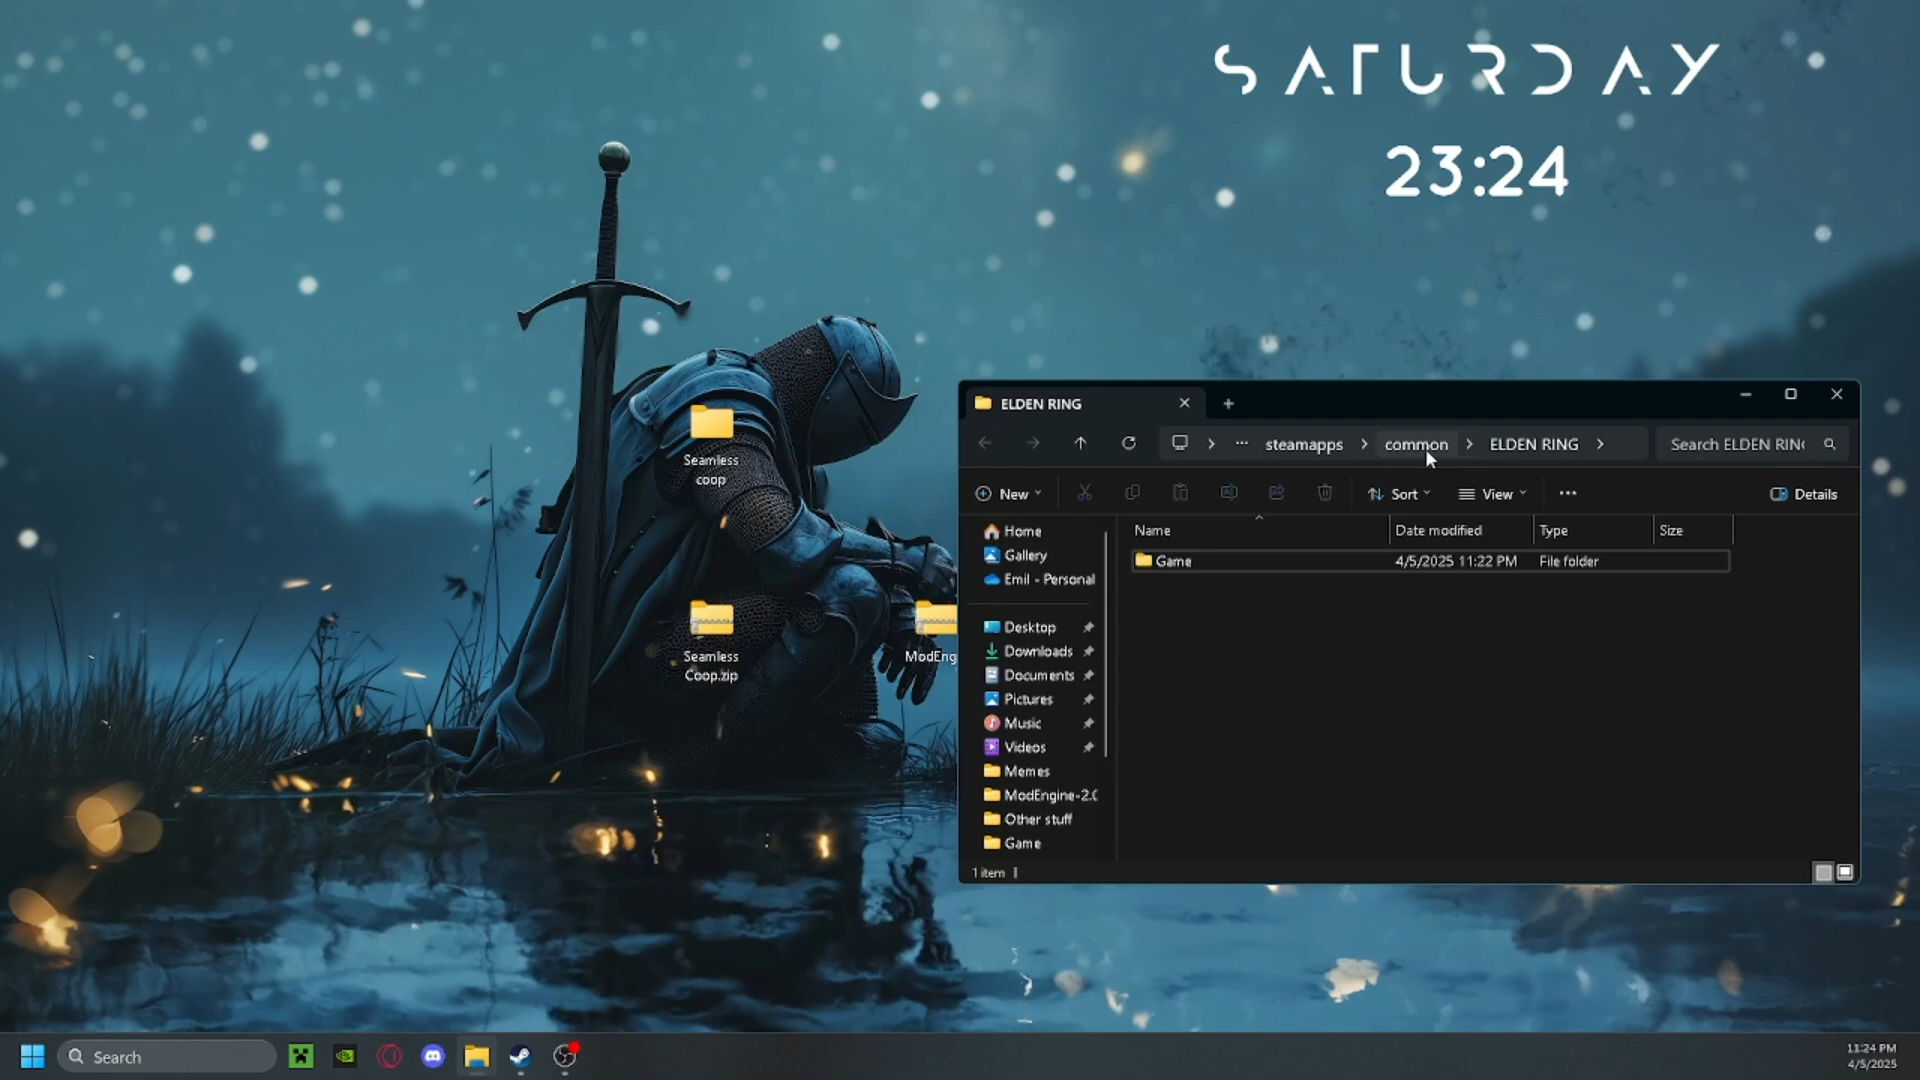 SATURDAY
23:24
Seamless
coop
Seamless
Coop.zip
ModEng
ELDEN RING
steamapps
common
ELDEN RING
Search ELDEN RIN
New
Sort
View
Details
Home
Gallery
Emil - Personal
Desktop
Downloads
Documents
Pictures
Music
Videos
Memes
ModEngine-2.0
Other stuff
Game
Name Date modified Type Size
Game 4/5/2025 11:22 PM File folder
1 item
Search
11:24 PM
4/5/2025